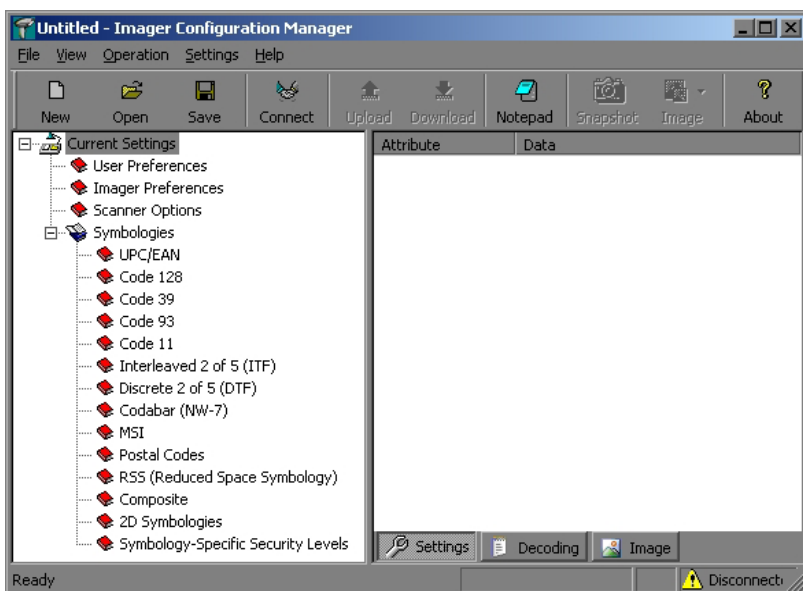 Untitled - Imager Configuration Manager
File View Operation Settings Help
New Open Save Connect Upload Download Notepad Snapshot Image About
Current Settings
User Preferences
Imager Preferences
Scanner Options
Symbologies
UPC/EAN
Code 128
Code 39
Code 93
Code 11
Interleaved 2 of 5 (ITF)
Discrete 2 of 5 (DTF)
Codabar (NW-7)
MSI
Postal Codes
RSS (Reduced Space Symbology)
Composite
2D Symbologies
Symbology-Specific Security Levels
Attribute Data
Settings Decoding Image
Ready Disconnect